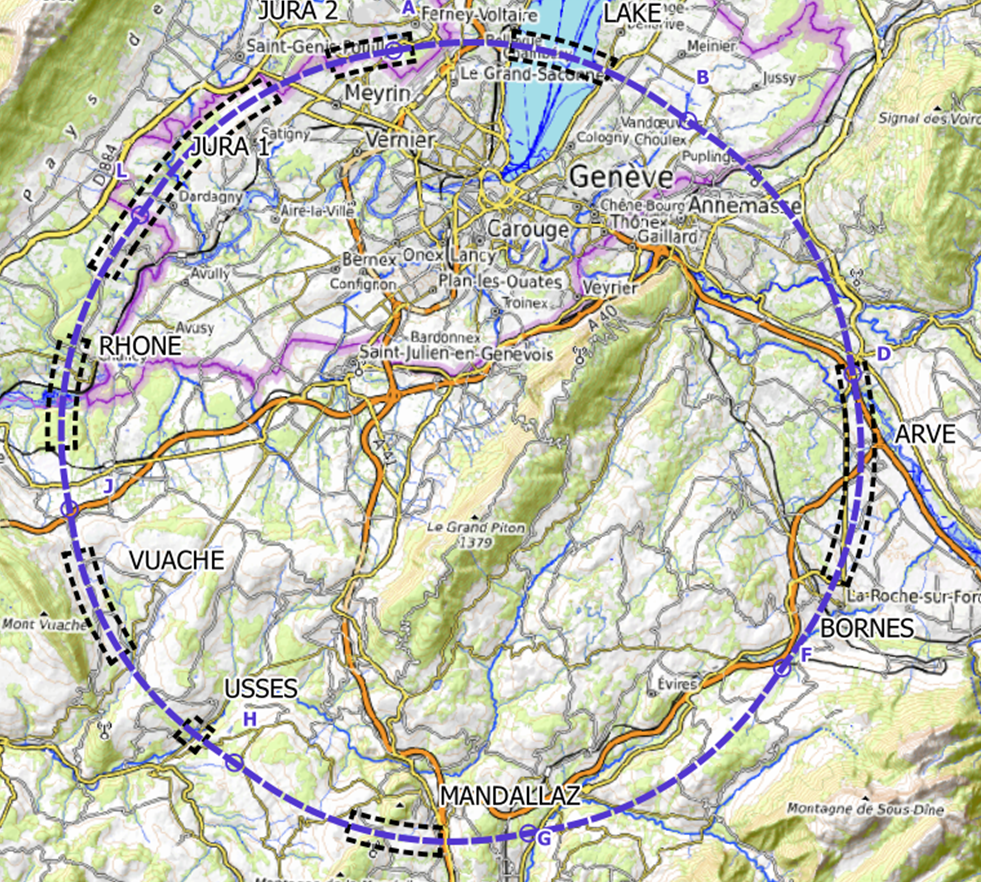 JURA 2
A
Ferney-Voltaire
LAKE
Saint-Genis-Pouilly
Meinier
Le Grand-Saconnex
B
Jussy
Meyrin
P a y s
d e
Signal des Voirons
Vandœuvres
Satigny
Vernier
Cologny
Choulex
JURA 1
Puplinge
D 884
L
Genève
Dardagny
Aire-la-Ville
Chêne-Bourg
Annemasse
Thônex
Carouge
Gaillard
Onex
Lancy
Bernex
Avully
Confignon
Plan-les-Ouates
Veyrier
Troinex
A 40
Avusy
Bardonnex
RHONE
Saint-Julien-en-Genevois
D
ARVE
A 41
J
Le Grand Piton
1379
VUACHE
La-Roche-sur-Foron
Mont Vuache
BORNES
F
USSES
Évires
H
MANDALLAZ
Montagne de Sous-Dîne
G